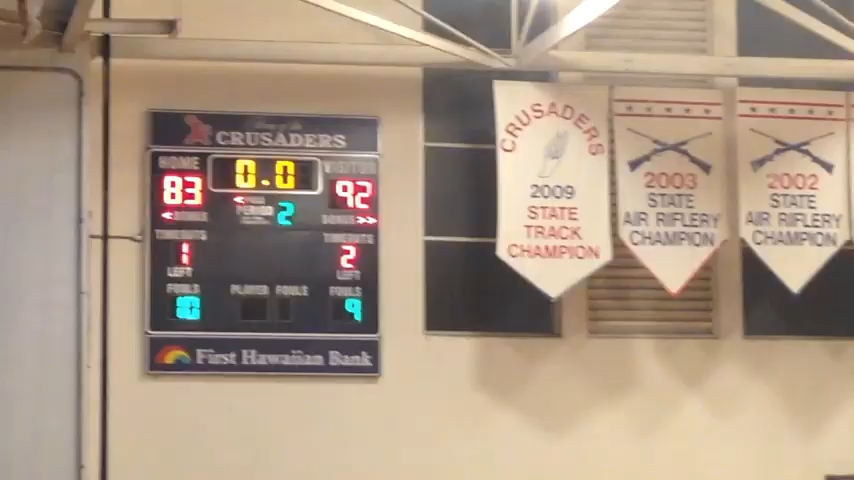 CRUSADERS
HOME
0.0
VISITOR
83
92
PERIOD
2
BONUS
BONUS >>
TIMEOUTS
TIMEOUTS
1
2
LEFT
LEFT
FOULS
PLAYER
FOULS
FOULS
10
9
First Hawaiian Bank
CRUSADERS
2009
STATE
TRACK
CHAMPION
2003
STATE
AIR RIFLERY
CHAMPION
2002
STATE
AIR RIFLERY
CHAMPION